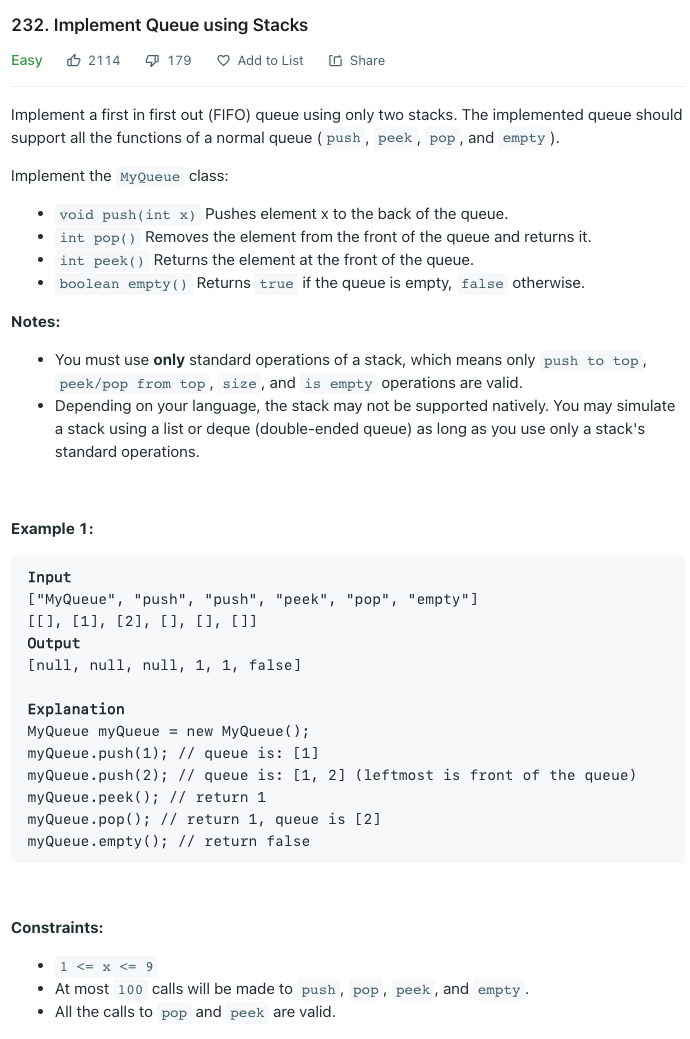 232. Implement Queue using Stacks
Easy 2114 179 Add to List Share
Implement a first in first out (FIFO) queue using only two stacks. The implemented queue should
support all the functions of a normal queue ( push , peek , pop , and empty ).
Implement the MyQueue class:
• void push(int x) Pushes element x to the back of the queue.
• int pop() Removes the element from the front of the queue and returns it.
• int peek() Returns the element at the front of the queue.
• boolean empty() Returns true if the queue is empty, false otherwise.
Notes:
• You must use only standard operations of a stack, which means only push to top ,
peek/pop from top , size , and is empty operations are valid.
• Depending on your language, the stack may not be supported natively. You may simulate
a stack using a list or deque (double-ended queue) as long as you use only a stack's
standard operations.
Example 1:
Input
["MyQueue", "push", "push", "peek", "pop", "empty"]
[[], [1], [2], [], [], []]
Output
[null, null, null, 1, 1, false]
Explanation
MyQueue myQueue = new MyQueue();
myQueue.push(1); // queue is: [1]
myQueue.push(2); // queue is: [1, 2] (leftmost is front of the queue)
myQueue.peek(); // return 1
myQueue.pop(); // return 1, queue is [2]
myQueue.empty(); // return false
Constraints:
• 1 <= x <= 9
• At most 100 calls will be made to push , pop , peek , and empty .
• All the calls to pop and peek are valid.